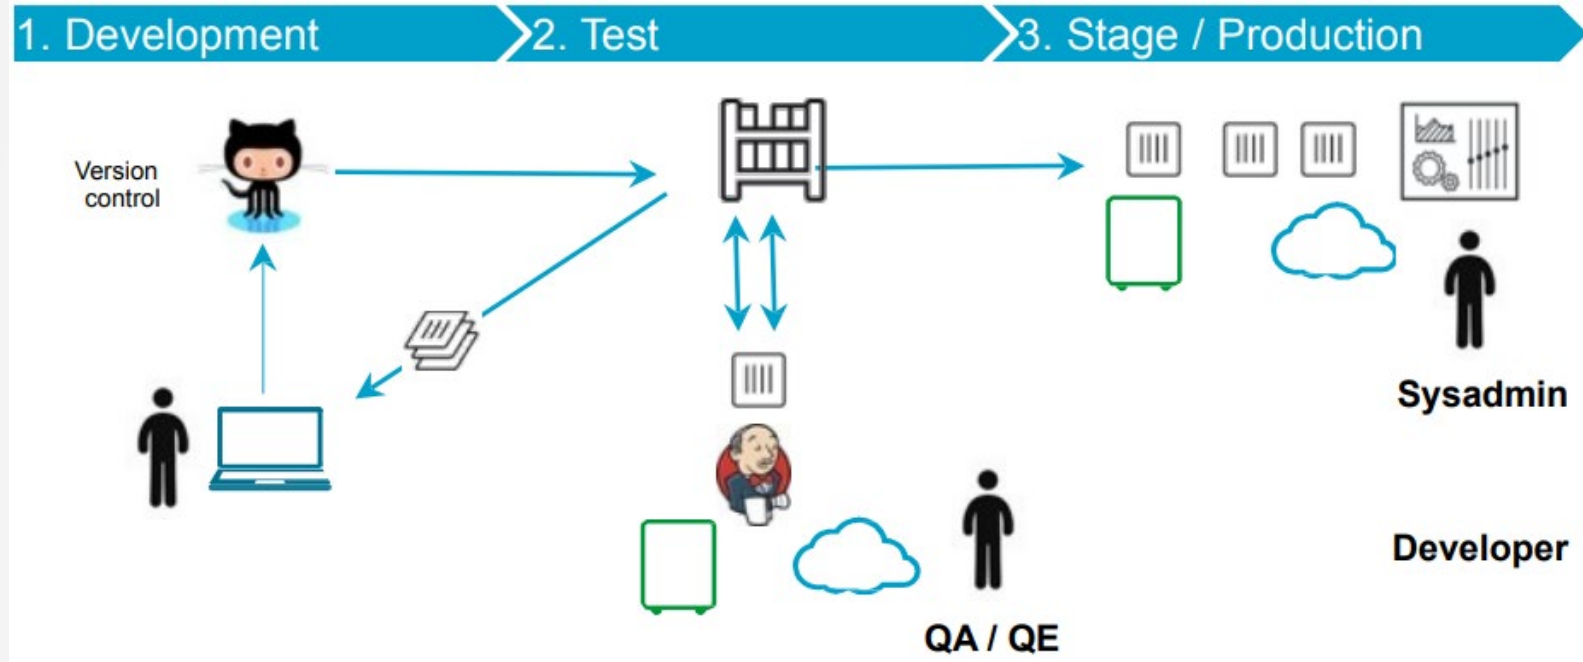 1. Development
2. Test
3. Stage / Production
Version
control
Sysadmin
Developer
QA / QE